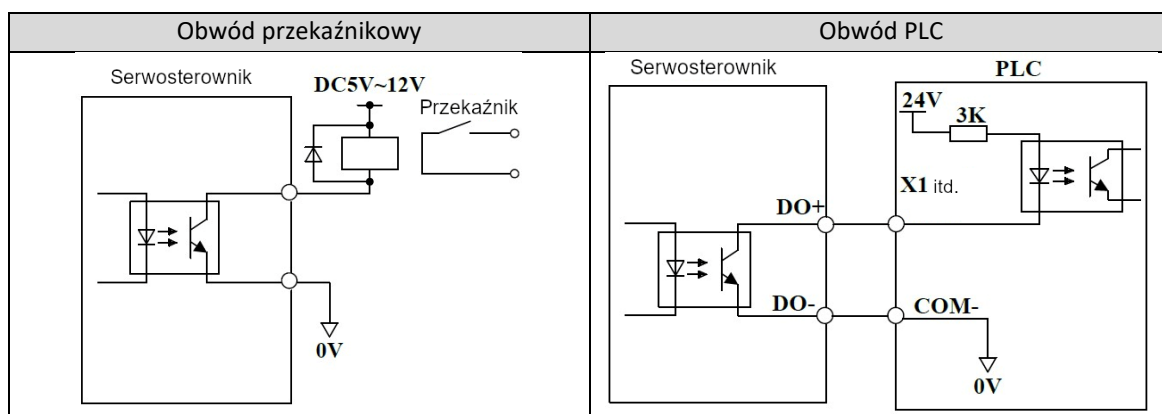 Obwód przekaźnikowy
Obwód PLC
Serwosterownik
DC5V~12V
Przekaźnik
0V
Serwosterownik
PLC
24V
3K
X1 itd.
DO+
DO-
COM-
0V